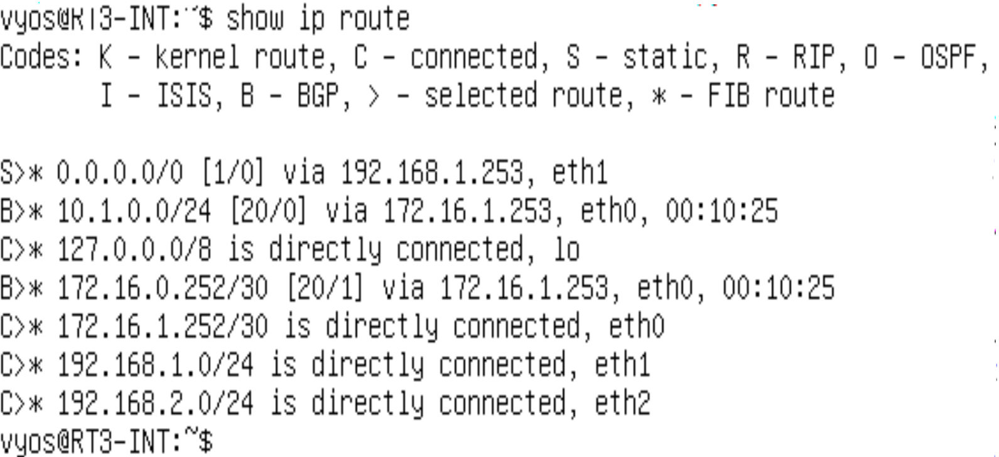 vyos@RT3-INT:~$ show ip route
Codes: K - kernel route, C - connected, S - static, R - RIP, O - OSPF,
       I - ISIS, B - BGP, > - selected route, * - FIB route

S>* 0.0.0.0/0 [1/0] via 192.168.1.253, eth1
B>* 10.1.0.0/24 [20/0] via 172.16.1.253, eth0, 00:10:25
C>* 127.0.0.0/8 is directly connected, lo
B>* 172.16.0.252/30 [20/1] via 172.16.1.253, eth0, 00:10:25
C>* 172.16.1.252/30 is directly connected, eth0
C>* 192.168.1.0/24 is directly connected, eth1
C>* 192.168.2.0/24 is directly connected, eth2
vyos@RT3-INT:~$